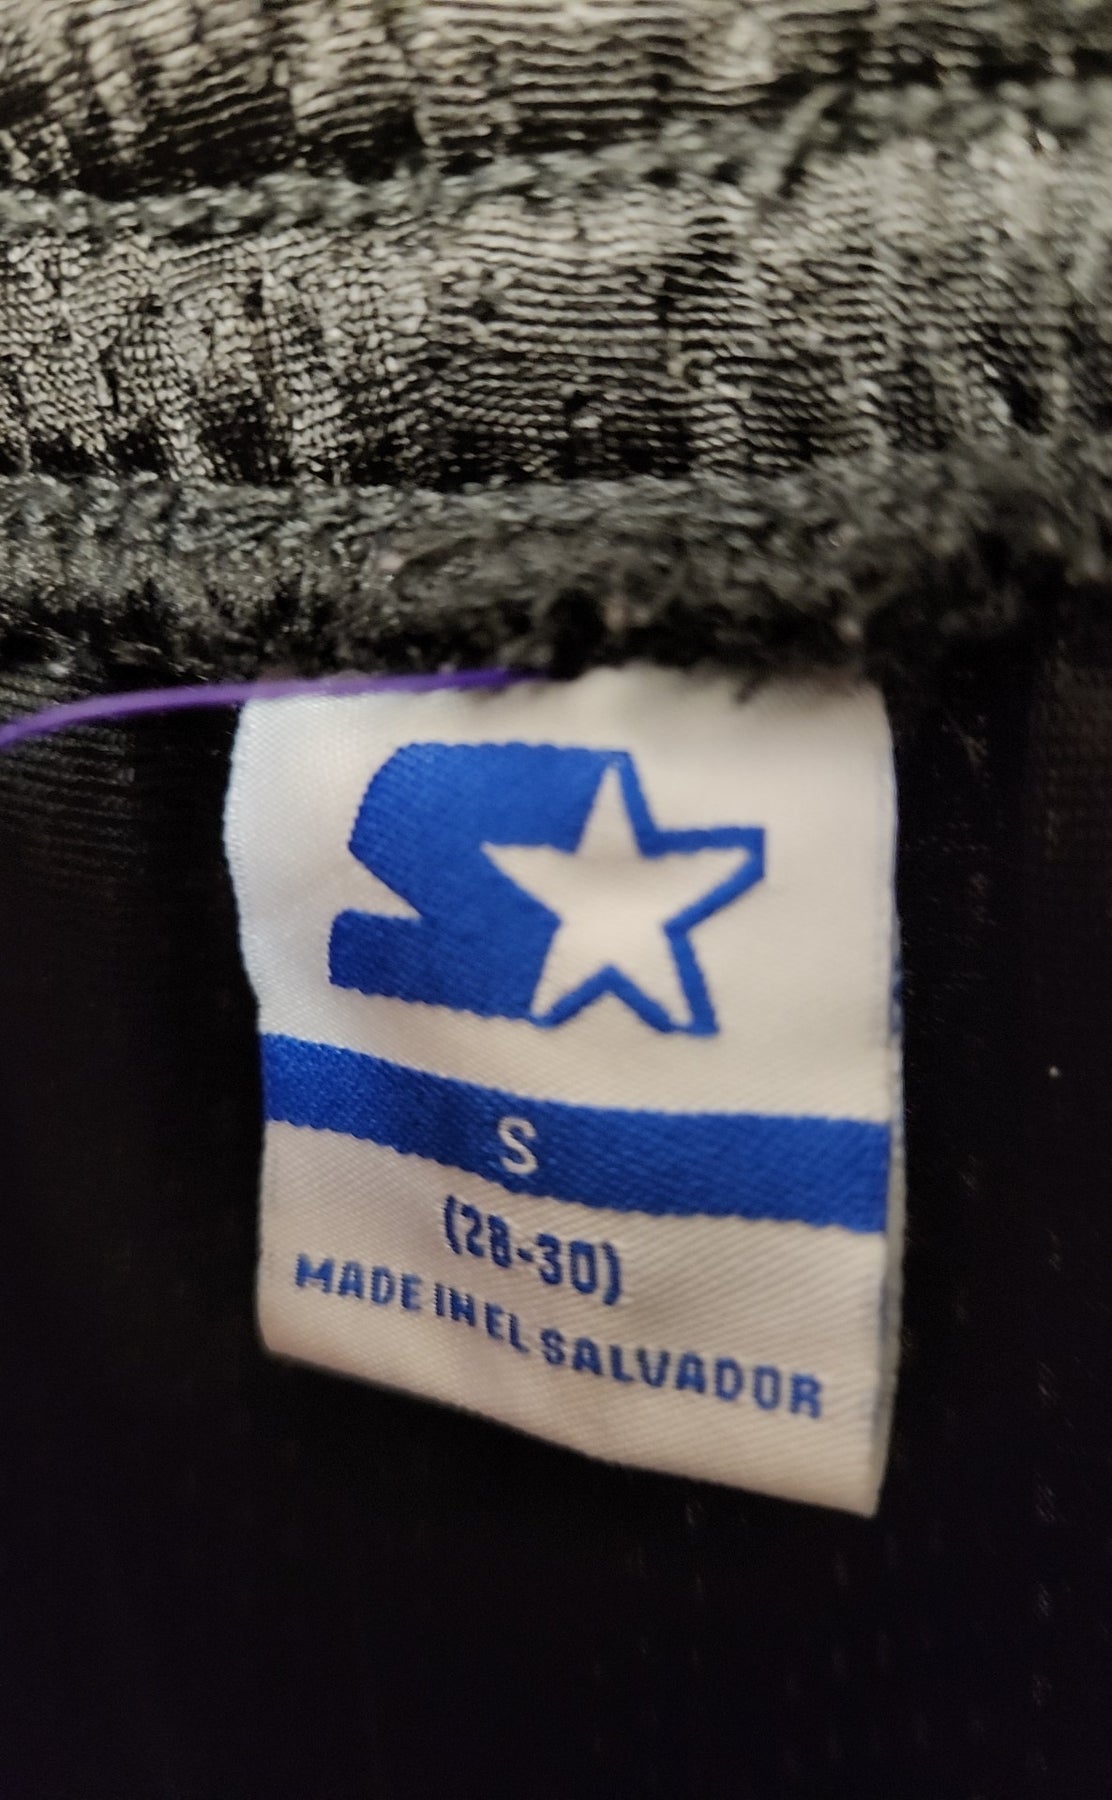 S
(28-30)
MADE IN EL SALVADOR